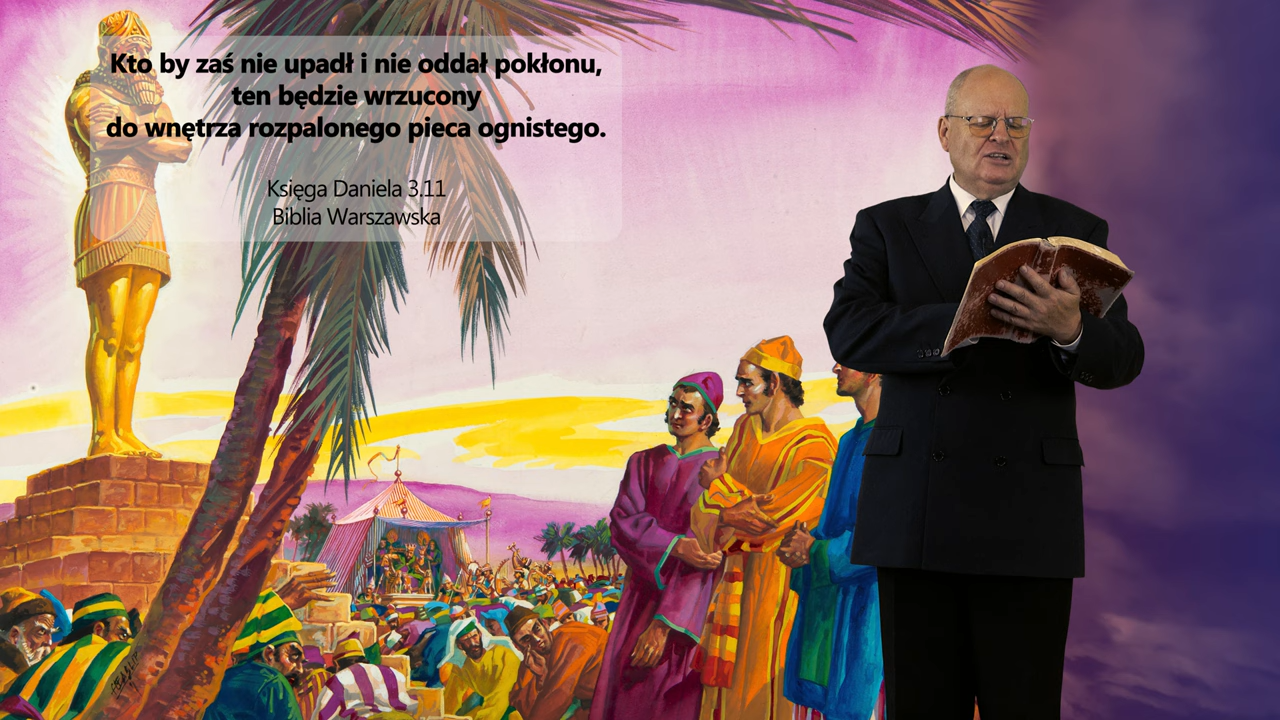 Kto by zaś nie upadł i nie oddał pokłonu,
ten będzie wrzucony
do wnętrza rozpalonego pieca ognistego.
Księga Daniela 3.11
Biblia Warszawska